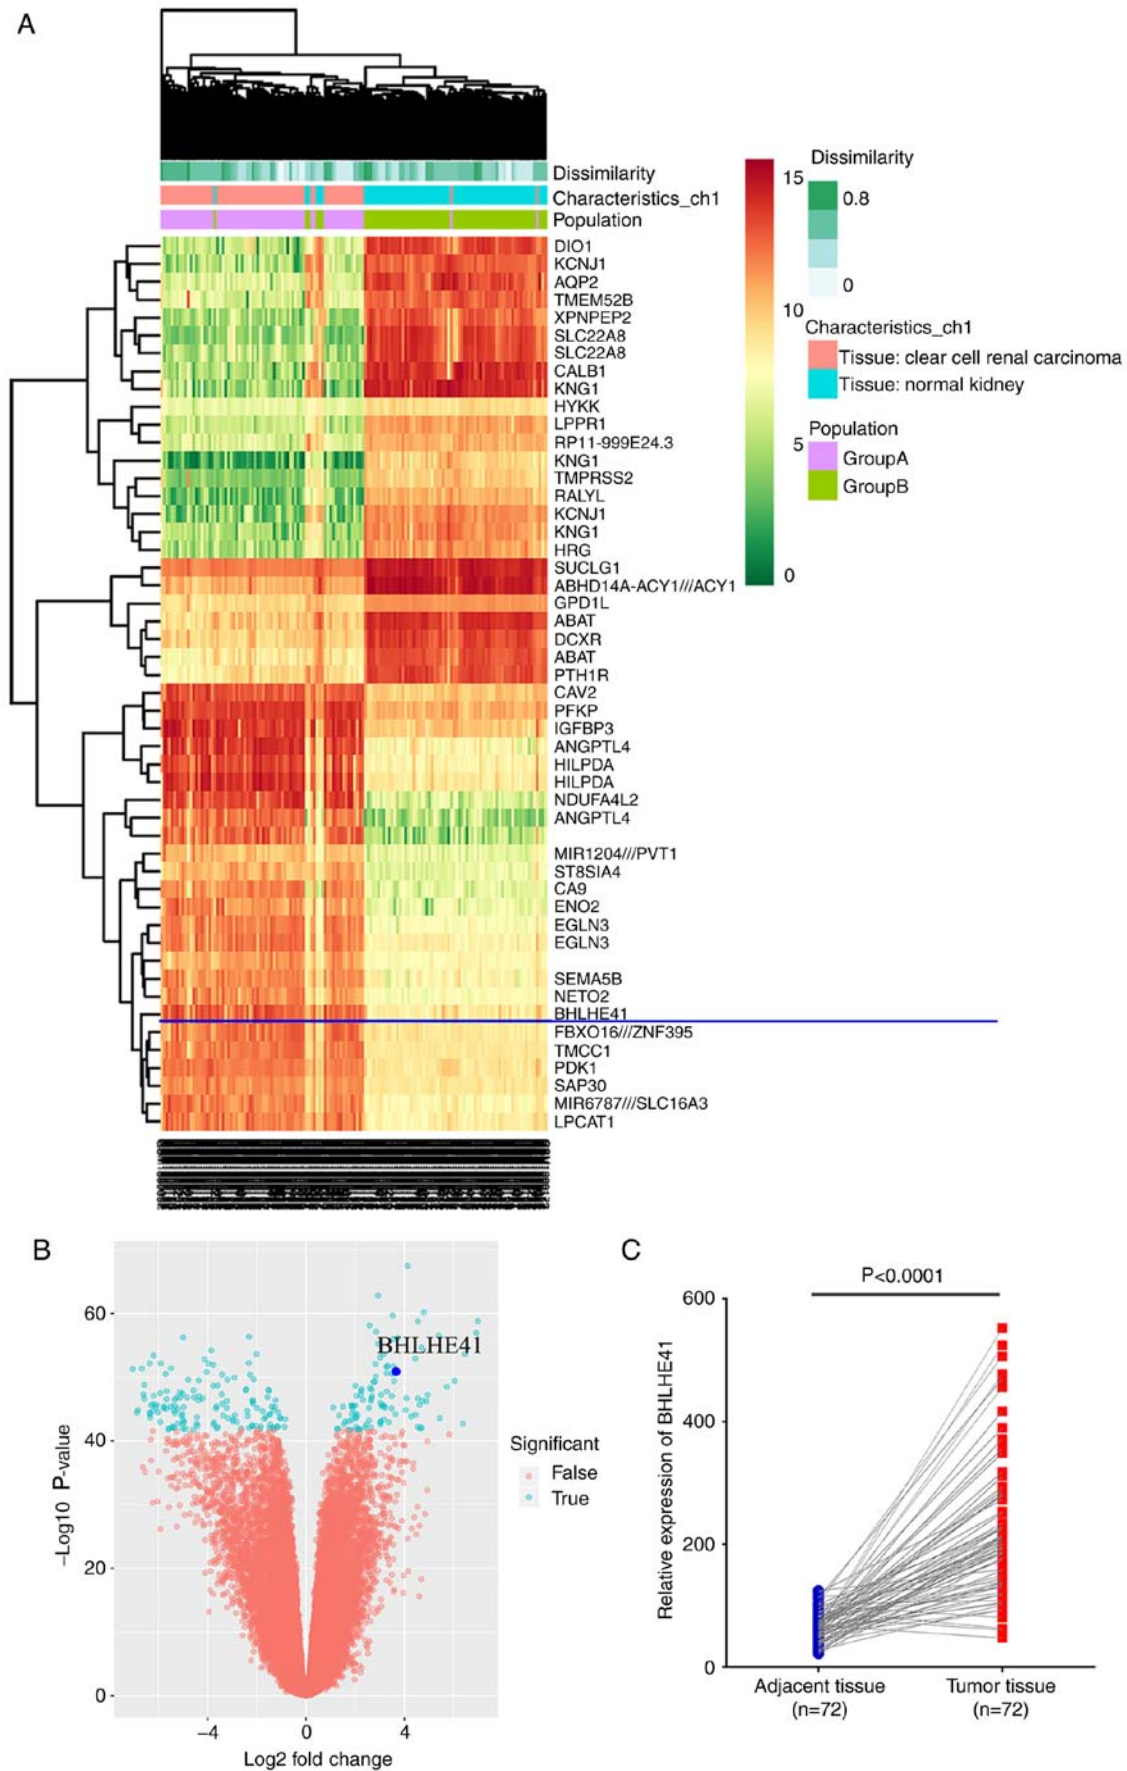 A
Dissimilarity
Characteristics_ch1
Population
DIO1
KCNJ1
AQP2
TMEM52B
XPNPEP2
SLC22A8
SLC22A8
CALB1
KNG1
HYKK
LPPR1
RP11-999E24.3
KNG1
TMPRSS2
RALYL
KCNJ1
KNG1
HRG
SUCLG1
ABHD14A-ACY1///ACY1
GPD1L
ABAT
DCXR
ABAT
PTH1R
CAV2
PFKP
IGFBP3
ANGPTL4
HILPDA
HILPDA
NDUFA4L2
ANGPTL4
MIR1204///PVT1
ST8SIA4
CA9
ENO2
EGLN3
EGLN3
SEMA5B
NETO2
BHLHE41
FBXO16///ZNF395
TMCC1
PDK1
SAP30
MIR6787///SLC16A3
LPCAT1
15
10
5
0
Dissimilarity
0.8
0
Characteristics_ch1
Tissue: clear cell renal carcinoma
Tissue: normal kidney
Population
GroupA
GroupB
B
−Log10 P-value
60
40
20
0
BHLHE41
−4
0
4
Log2 fold change
Significant
False
True
C
P<0.0001
Relative expression of BHLHE41
600
400
200
0
Adjacent tissue
(n=72)
Tumor tissue
(n=72)